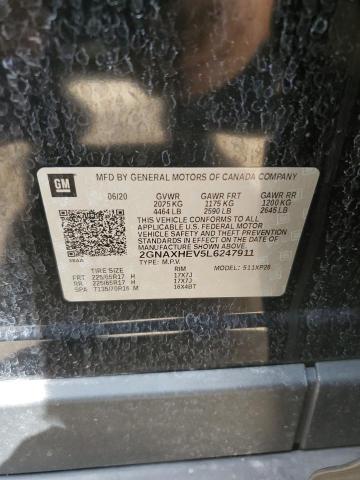 GM
MFD BY GENERAL MOTORS OF CANADA COMPANY
06/20 GVWR GAWR FRT GAWR RR
2075 KG 1175 KG 1200 KG
4464 LB 2590 LB 2645 LB
THIS VEHICLE CONFORMS TO ALL
APPLICABLE U.S. FEDERAL MOTOR
VEHICLE SAFETY AND THEFT PREVENTION
STANDARDS IN EFFECT ON THE DATE OF
MANUFACTURE SHOWN ABOVE.
2GNAXHEV5L6247911
TYPE: M.P.V. MODEL: 511XP26
TIRE SIZE RIM
FRT 225/65R17 H 17X7J
RR 225/65R17 H 17X7J
SPA T135/70R16 M 16X4BT